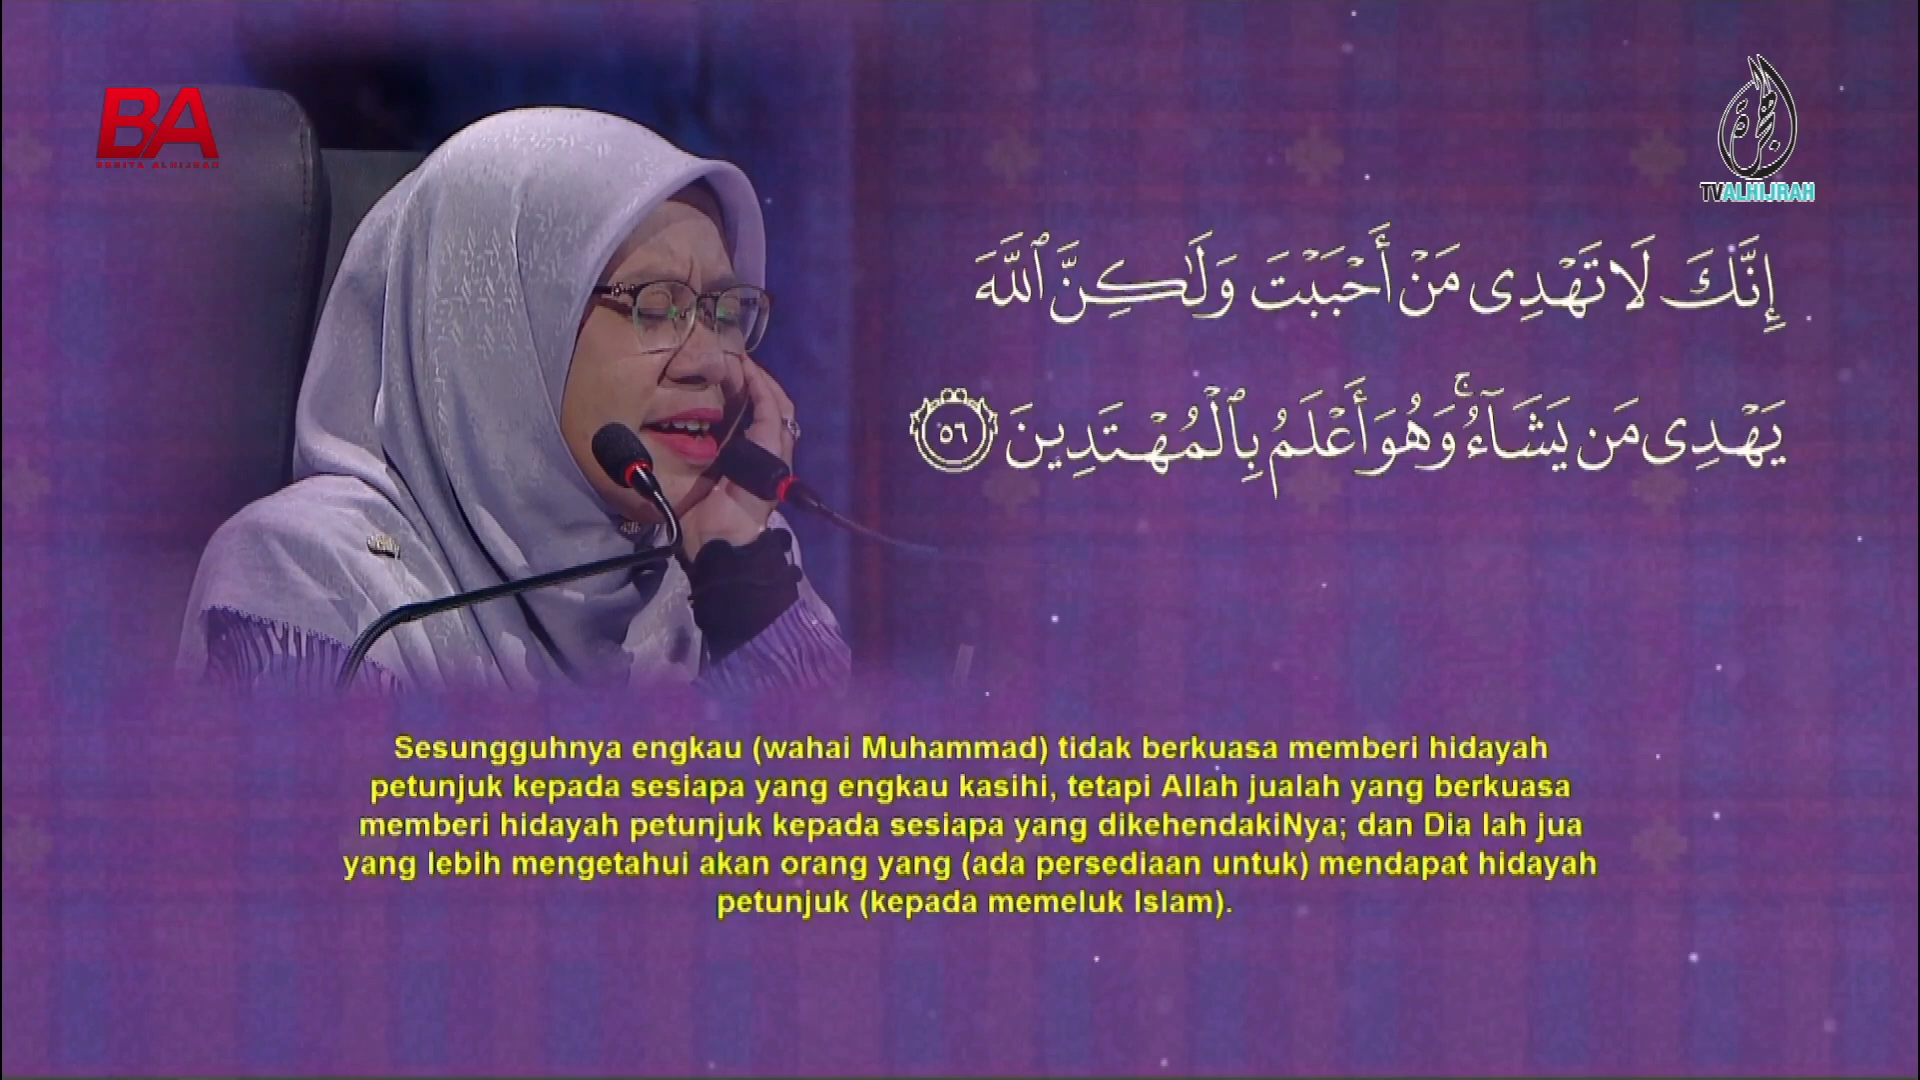 BA
BERITA ALHIJRAH
TVALHIJRAH
إِنَّكَ لَا تَهْدِى مَنْ أَحْبَبْتَ وَلَٰكِنَّ ٱللَّهَ
يَهْدِى مَن يَشَآءُ ۚ وَهُوَ أَعْلَمُ بِٱلْمُهْتَدِينَ ٥٦
Sesungguhnya engkau (wahai Muhammad) tidak berkuasa memberi hidayah
petunjuk kepada sesiapa yang engkau kasihi, tetapi Allah jualah yang berkuasa
memberi hidayah petunjuk kepada sesiapa yang dikehendakiNya; dan Dia lah jua
yang lebih mengetahui akan orang yang (ada persediaan untuk) mendapat hidayah
petunjuk (kepada memeluk Islam).